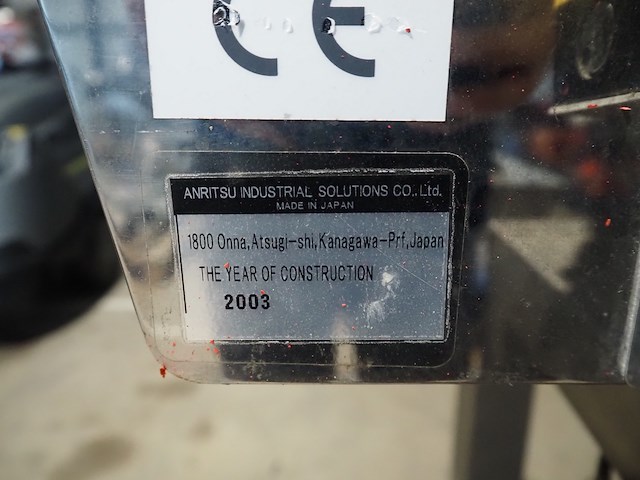 CE
ANRITSU INDUSTRIAL SOLUTIONS CO., Ltd.
MADE IN JAPAN
1800 Onna,Atsugi-shi,Kanagawa-Prf,Japan
THE YEAR OF CONSTRUCTION
2003